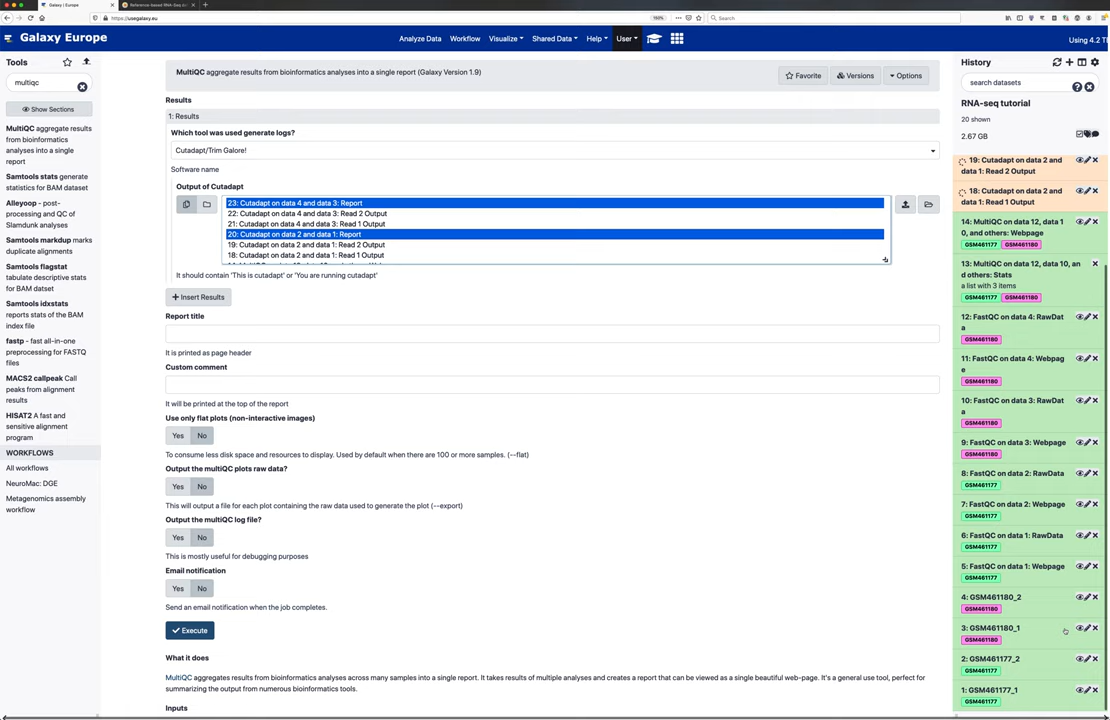 Galaxy | Europe
Reference-based RNA-Seq da
https://usegalaxy.eu
150%
Search
Galaxy Europe
Analyze Data
Workflow
Visualize
Shared Data
Help
User
Using 4.2 TB
Tools
multiqc
Show Sections
MultiQC aggregate results
from bioinformatics
analyses into a single
report
Samtools stats generate
statistics for BAM dataset
Alleyoop - post-
processing and QC of
Slamdunk analyses
Samtools markdup marks
duplicate alignments
Samtools flagstat
tabulate descriptive stats
for BAM datset
Samtools idxstats
reports stats of the BAM
index file
fastp - fast all-in-one
preprocessing for FASTQ
files
MACS2 callpeak Call
peaks from alignment
results
HISAT2 A fast and
sensitive alignment
program
WORKFLOWS
All workflows
NeuroMac: DGE
Metagenomics assembly
workflow
MultiQC aggregate results from bioinformatics analyses into a single report (Galaxy Version 1.9)
Favorite
Versions
Options
Results
1: Results
Which tool was used generate logs?
Cutadapt/Trim Galore!
Software name
Output of Cutadapt
23: Cutadapt on data 4 and data 3: Report
22: Cutadapt on data 4 and data 3: Read 2 Output
21: Cutadapt on data 4 and data 3: Read 1 Output
20: Cutadapt on data 2 and data 1: Report
19: Cutadapt on data 2 and data 1: Read 2 Output
18: Cutadapt on data 2 and data 1: Read 1 Output
It should contain 'This is cutadapt' or 'You are running cutadapt'
Insert Results
Report title
It is printed as page header
Custom comment
It will be printed at the top of the report
Use only flat plots (non-interactive images)
Yes No
To consume less disk space and resources to display. Used by default when there are 100 or more samples. (--flat)
Output the multiQC plots raw data?
Yes No
This will output a file for each plot containing the raw data used to generate the plot (--export)
Output the multiQC log file?
Yes No
This is mostly useful for debugging purposes
Email notification
Yes No
Send an email notification when the job completes.
Execute
What it does
MultiQC aggregates results from bioinformatics analyses across many samples into a single report. It takes results of multiple analyses and creates a report that can be viewed as a single beautiful web-page. It's a general use tool, perfect for
summarizing the output from numerous bioinformatics tools.
Inputs
History
search datasets
RNA-seq tutorial
20 shown
2.67 GB
19: Cutadapt on data 2 and
data 1: Read 2 Output
18: Cutadapt on data 2 and
data 1: Read 1 Output
14: MultiQC on data 12, data 1
0, and others: Webpage
GSM461177 GSM461180
13: MultiQC on data 12, data 10, an
d others: Stats
a list with 3 items
GSM461177 GSM461180
12: FastQC on data 4: RawDat
a
GSM461180
11: FastQC on data 4: Webpag
e
GSM461180
10: FastQC on data 3: RawDat
a
GSM461180
9: FastQC on data 3: Webpage
GSM461180
8: FastQC on data 2: RawData
GSM461177
7: FastQC on data 2: Webpage
GSM461177
6: FastQC on data 1: RawData
GSM461177
5: FastQC on data 1: Webpage
GSM461177
4: GSM461180_2
GSM461180
3: GSM461180_1
GSM461180
2: GSM461177_2
GSM461177
1: GSM461177_1
GSM461177